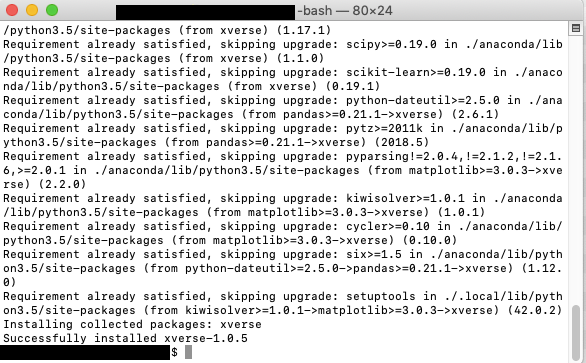 -bash — 80×24
/python3.5/site-packages (from xverse) (1.17.1)
Requirement already satisfied, skipping upgrade: scipy>=0.19.0 in ./anaconda/lib
/python3.5/site-packages (from xverse) (1.1.0)
Requirement already satisfied, skipping upgrade: scikit-learn>=0.19.0 in ./anaco
nda/lib/python3.5/site-packages (from xverse) (0.19.1)
Requirement already satisfied, skipping upgrade: python-dateutil>=2.5.0 in ./ana
conda/lib/python3.5/site-packages (from pandas>=0.21.1->xverse) (2.6.1)
Requirement already satisfied, skipping upgrade: pytz>=2011k in ./anaconda/lib/p
ython3.5/site-packages (from pandas>=0.21.1->xverse) (2018.5)
Requirement already satisfied, skipping upgrade: pyparsing!=2.0.4,!=2.1.2,!=2.1.
6,>=2.0.1 in ./anaconda/lib/python3.5/site-packages (from matplotlib>=3.0.3->xve
rse) (2.2.0)
Requirement already satisfied, skipping upgrade: kiwisolver>=1.0.1 in ./anaconda
/lib/python3.5/site-packages (from matplotlib>=3.0.3->xverse) (1.0.1)
Requirement already satisfied, skipping upgrade: cycler>=0.10 in ./anaconda/lib/
python3.5/site-packages (from matplotlib>=3.0.3->xverse) (0.10.0)
Requirement already satisfied, skipping upgrade: six>=1.5 in ./anaconda/lib/pyth
on3.5/site-packages (from python-dateutil>=2.5.0->pandas>=0.21.1->xverse) (1.12.
0)
Requirement already satisfied, skipping upgrade: setuptools in ./.local/lib/pyth
on3.5/site-packages (from kiwisolver>=1.0.1->matplotlib>=3.0.3->xverse) (42.0.2)
Installing collected packages: xverse
Successfully installed xverse-1.0.5
$